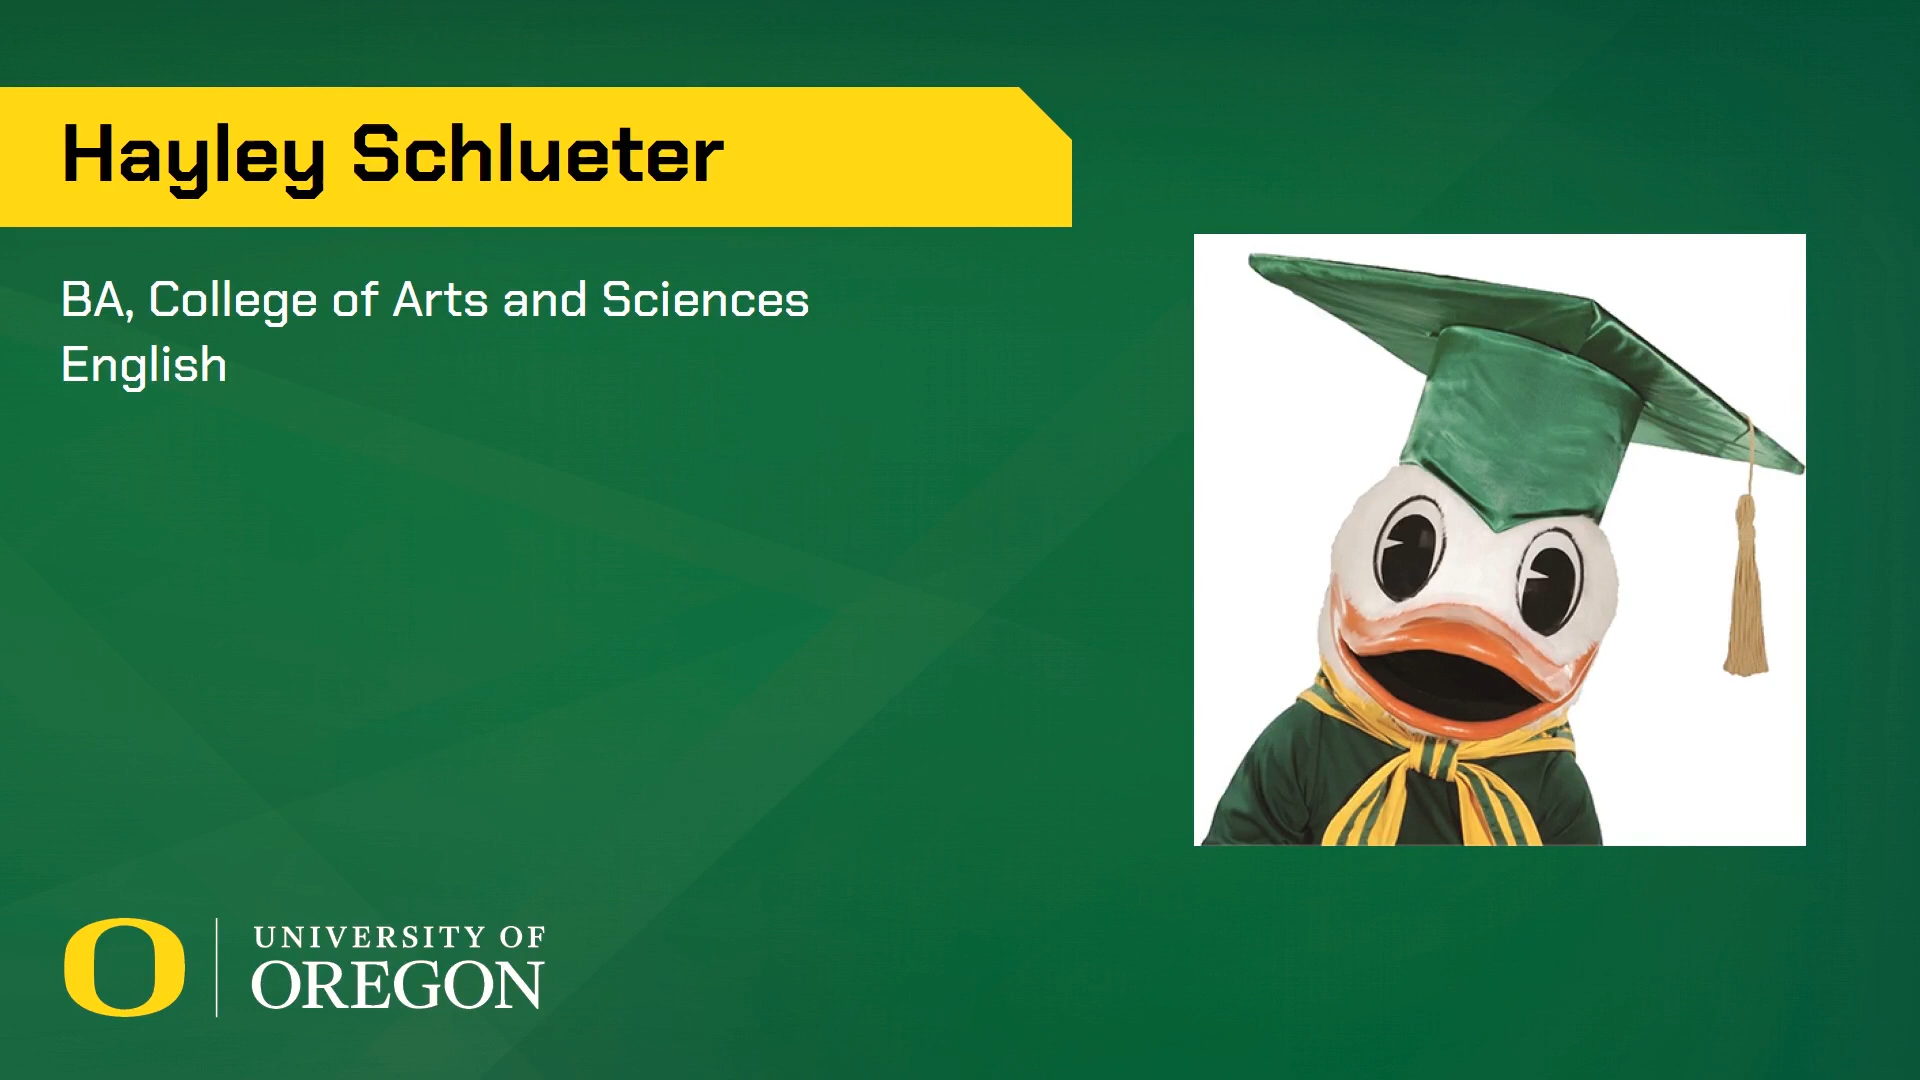 Hayley Schlueter
BA, College of Arts and Sciences
English
O
UNIVERSITY OF
OREGON